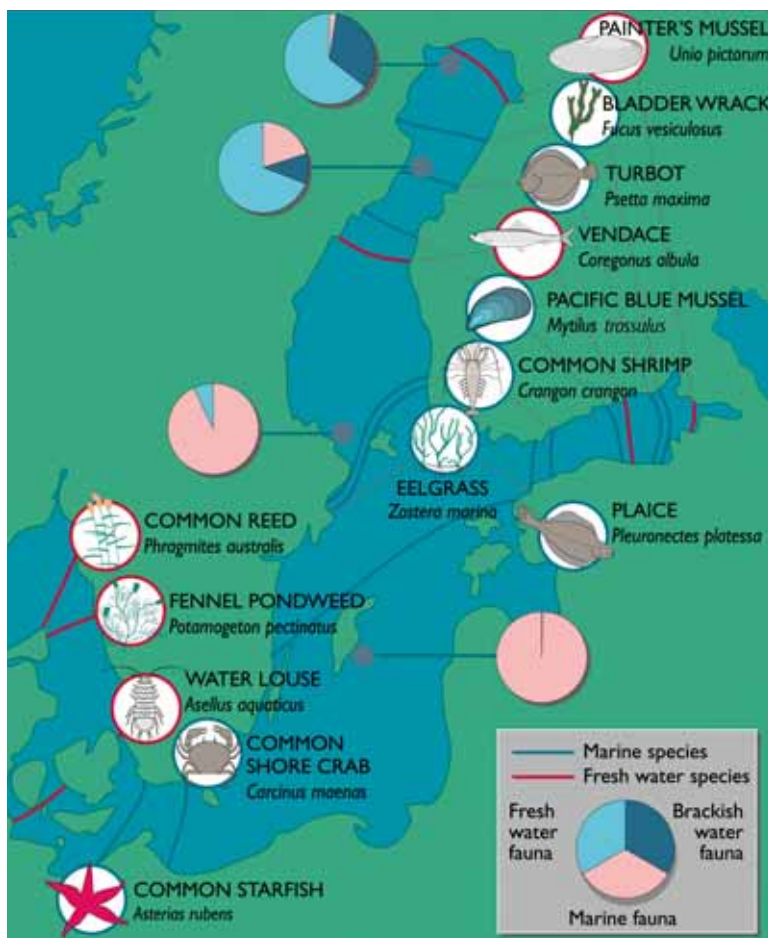 PAINTER'S MUSSEL
Unio pictorum
BLADDER WRACK
Fucus vesiculosus
TURBOT
Psetta maxima
VENDACE
Coregonus albula
PACIFIC BLUE MUSSEL
Mytilus trossulus
COMMON SHRIMP
Crangon crangon
EELGRASS
Zostera marina
PLAICE
Pleuronectes platessa
COMMON REED
Phragmites australis
FENNEL PONDWEED
Potamogeton pectinatus
WATER LOUSE
Asellus aquaticus
COMMON
SHORE CRAB
Carcinus maenas
COMMON STARFISH
Asterias rubens
Marine species
Fresh water species
Fresh
water
fauna
Brackish
water
fauna
Marine fauna